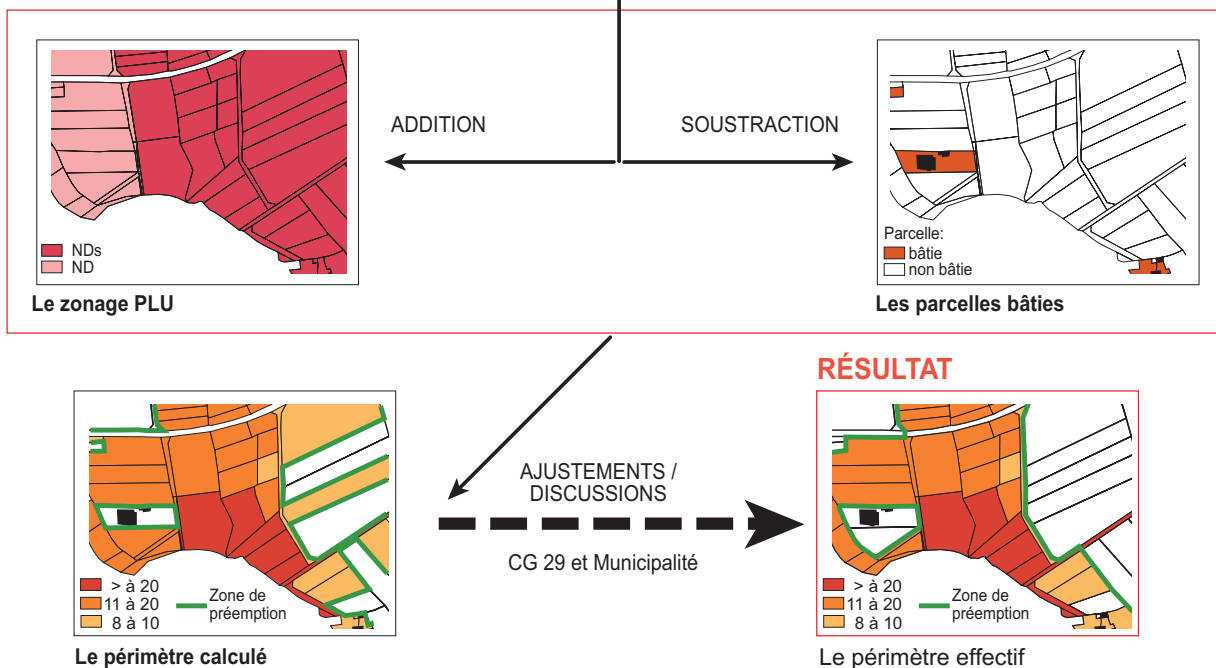 ADDITION
SOUSTRACTION
NDs
ND
Le zonage PLU
Parcelle:
bâtie
non bâtie
Les parcelles bâties
RÉSULTAT
AJUSTEMENTS /
DISCUSSIONS
CG 29 et Municipalité
> à 20
11 à 20
8 à 10
Zone de
préemption
Le périmètre calculé
> à 20
11 à 20
8 à 10
Zone de
préemption
Le périmètre effectif